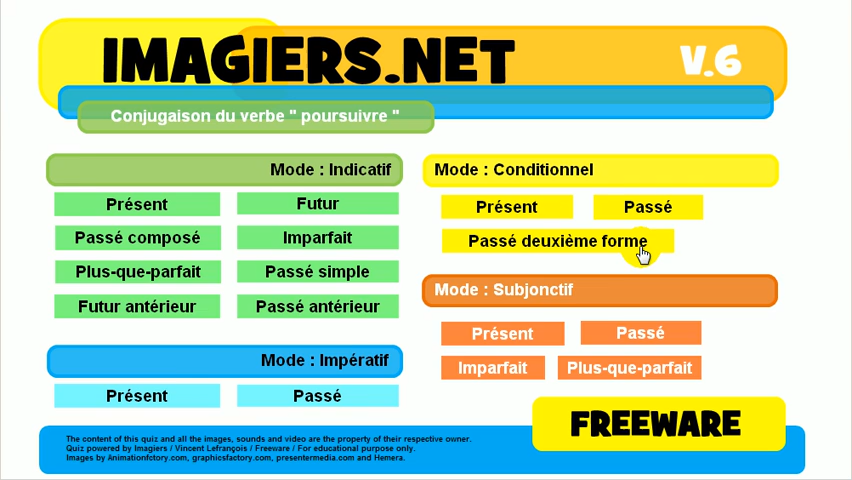 IMAGIERS.NET
V.6
Conjugaison du verbe " poursuivre "
Mode : Indicatif
Présent
Futur
Passé composé
Imparfait
Plus-que-parfait
Passé simple
Futur antérieur
Passé antérieur
Mode : Impératif
Présent
Passé
Mode : Conditionnel
Présent
Passé
Passé deuxième forme
Mode : Subjonctif
Présent
Passé
Imparfait
Plus-que-parfait
FREEWARE
The content of this quiz and all the images, sounds and video are the property of their respective owner.
Quiz powered by Imagiers / Vincent Lefrançois / Freeware / For educational purpose only.
Images by Animationfctory.com, graphicsfactory.com, presentermedia.com and Hemera.